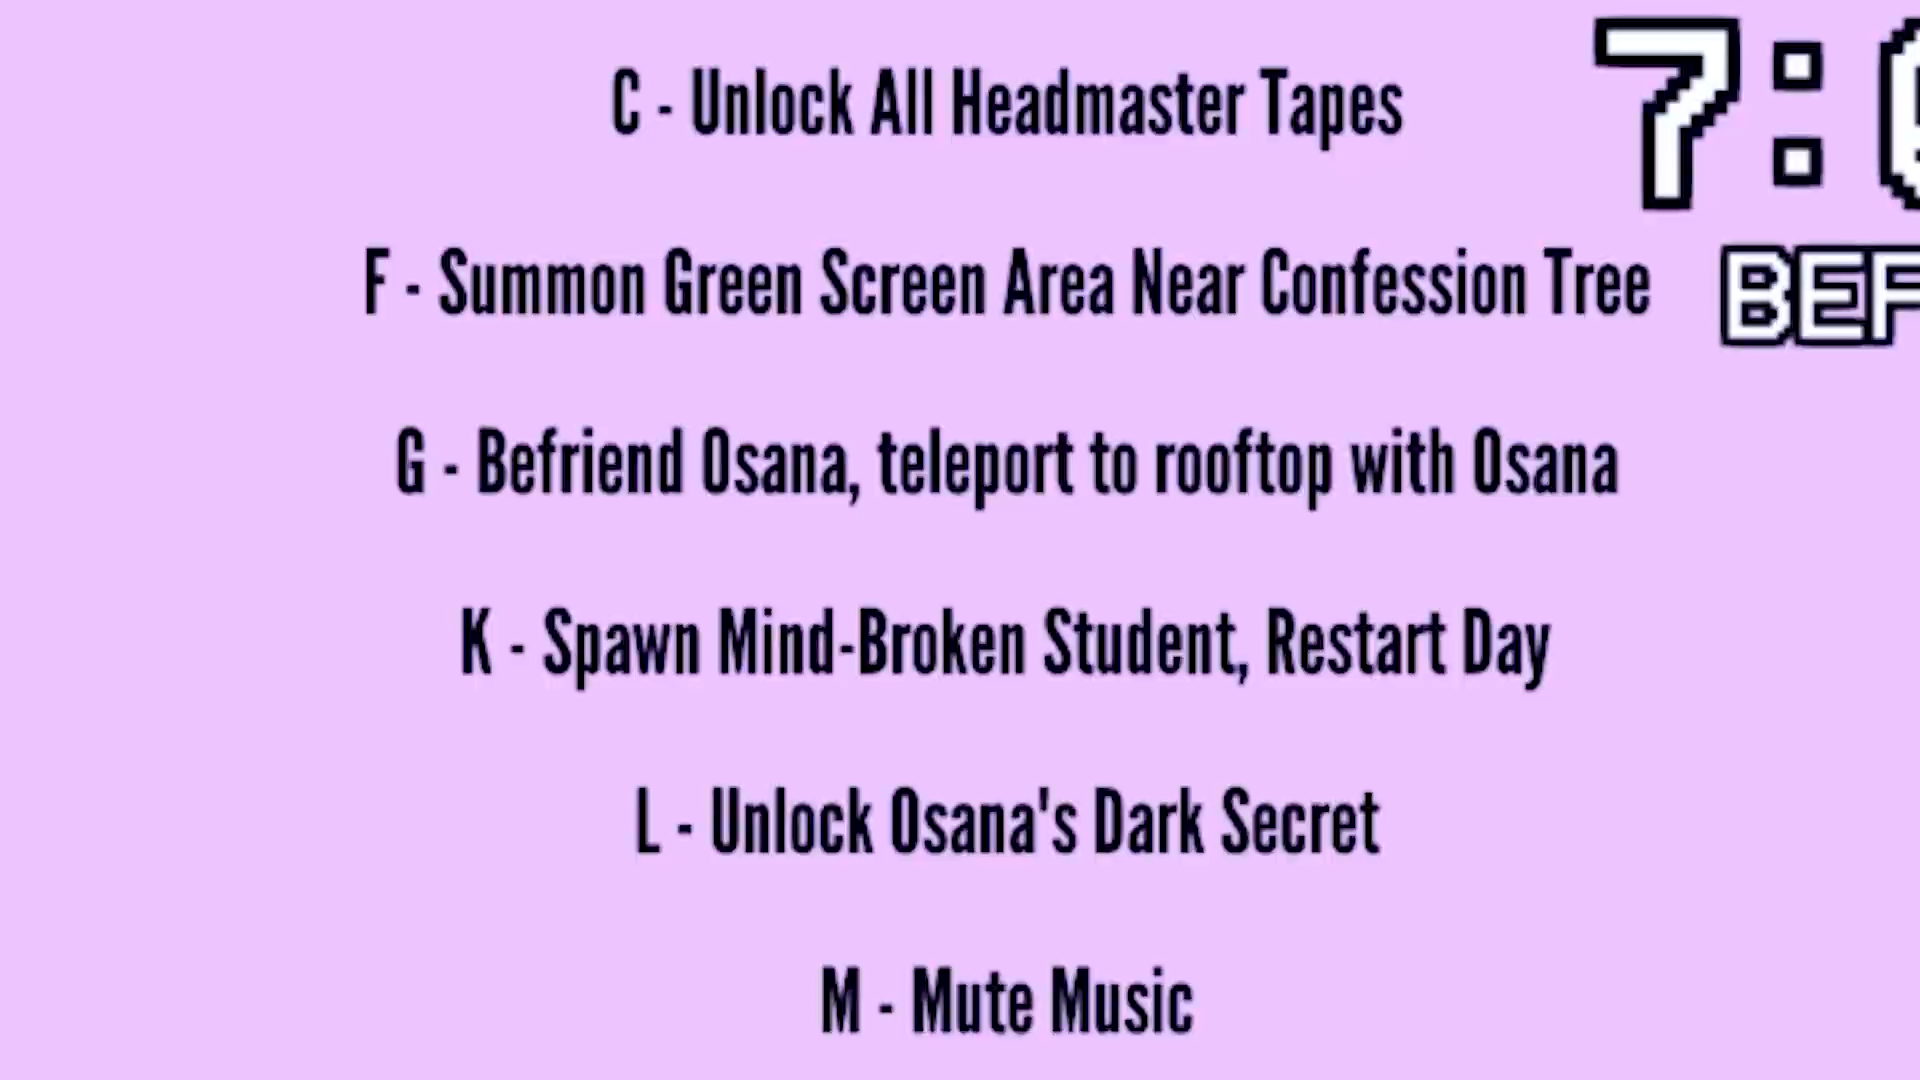 C - Unlock All Headmaster Tapes
7:
F - Summon Green Screen Area Near Confession Tree
G - Befriend Osana, teleport to rooftop with Osana
K - Spawn Mind-Broken Student, Restart Day
L - Unlock Osana's Dark Secret
M - Mute Music